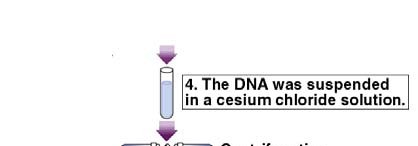 4. The DNA was suspended
in a cesium chloride solution.